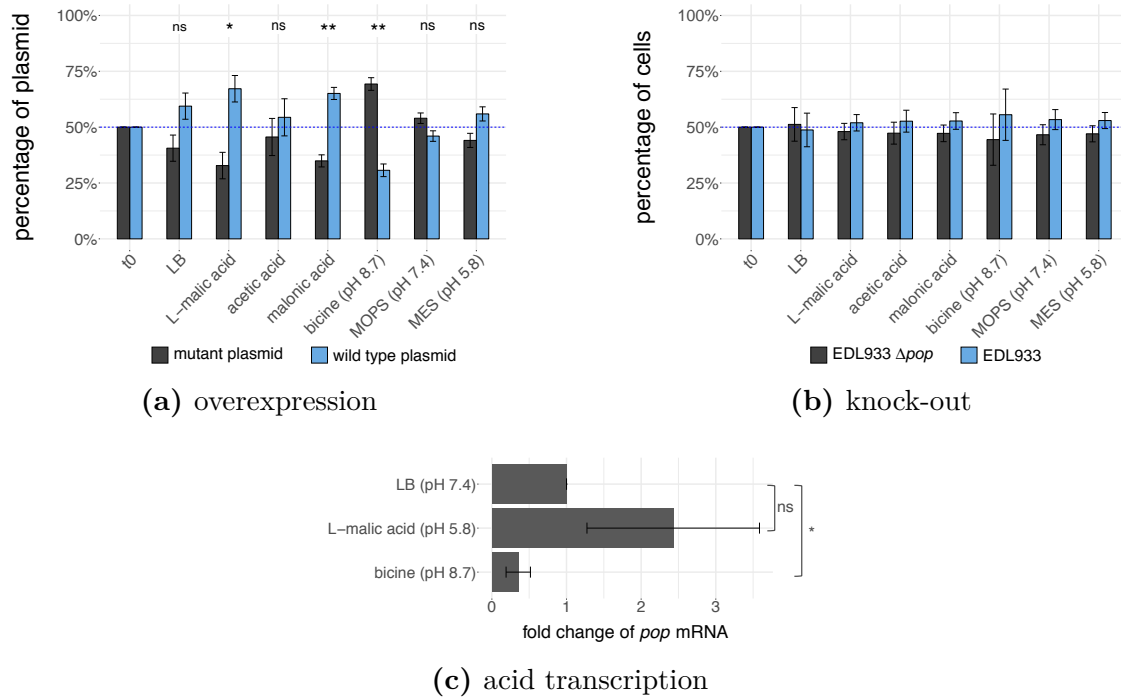 percentage of plasmid
100%
75%
50%
25%
0%
ns * ns ** ** ns ns
t0 LB L−malic acid acetic acid malonic acid bicine (pH 8.7) MOPS (pH 7.4) MES (pH 5.8)
mutant plasmid wild type plasmid
(a) overexpression
percentage of cells
100%
75%
50%
25%
0%
t0 LB L−malic acid acetic acid malonic acid bicine (pH 8.7) MOPS (pH 7.4) MES (pH 5.8)
EDL933 Δpop EDL933
(b) knock-out
LB (pH 7.4)
L−malic acid (pH 5.8)
bicine (pH 8.7)
ns
*
0 1 2 3
fold change of pop mRNA
(c) acid transcription